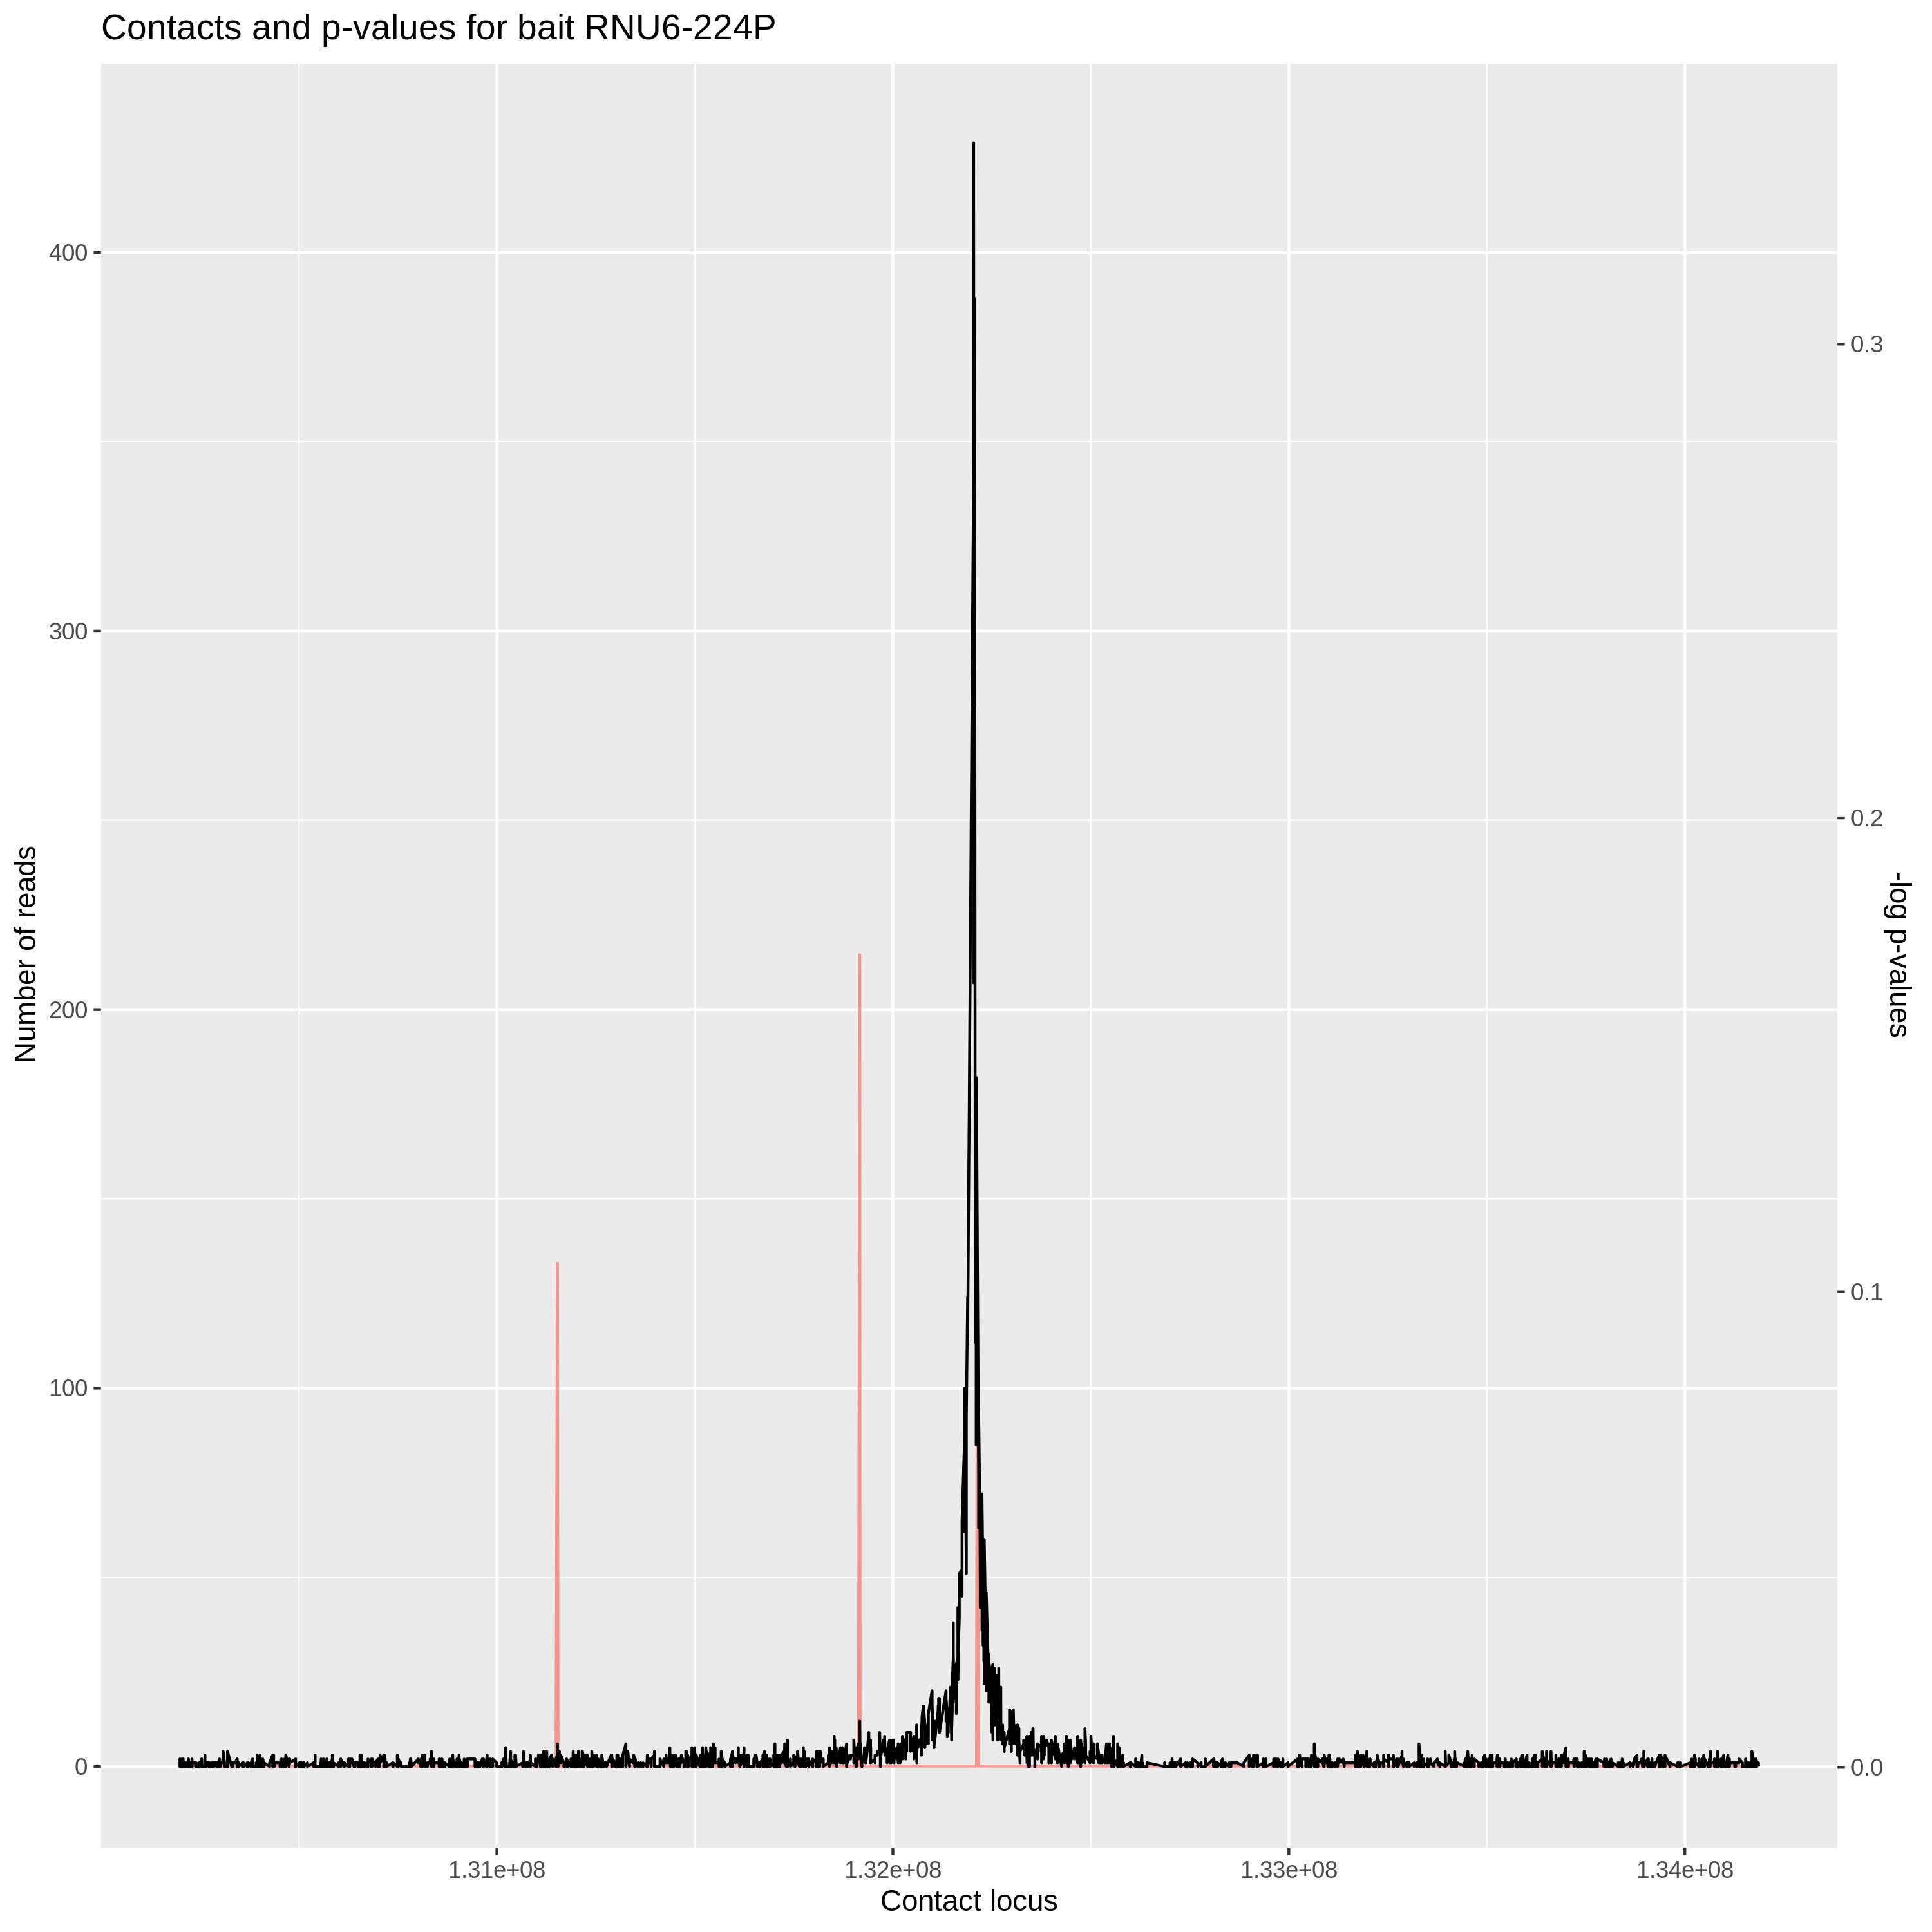 Contacts and p-values for bait RNU6-224P
400
300
200
100
0
Number of reads
0.3
0.2
0.1
0.0
-log p-values
1.31e+08
1.32e+08
1.33e+08
1.34e+08
Contact locus